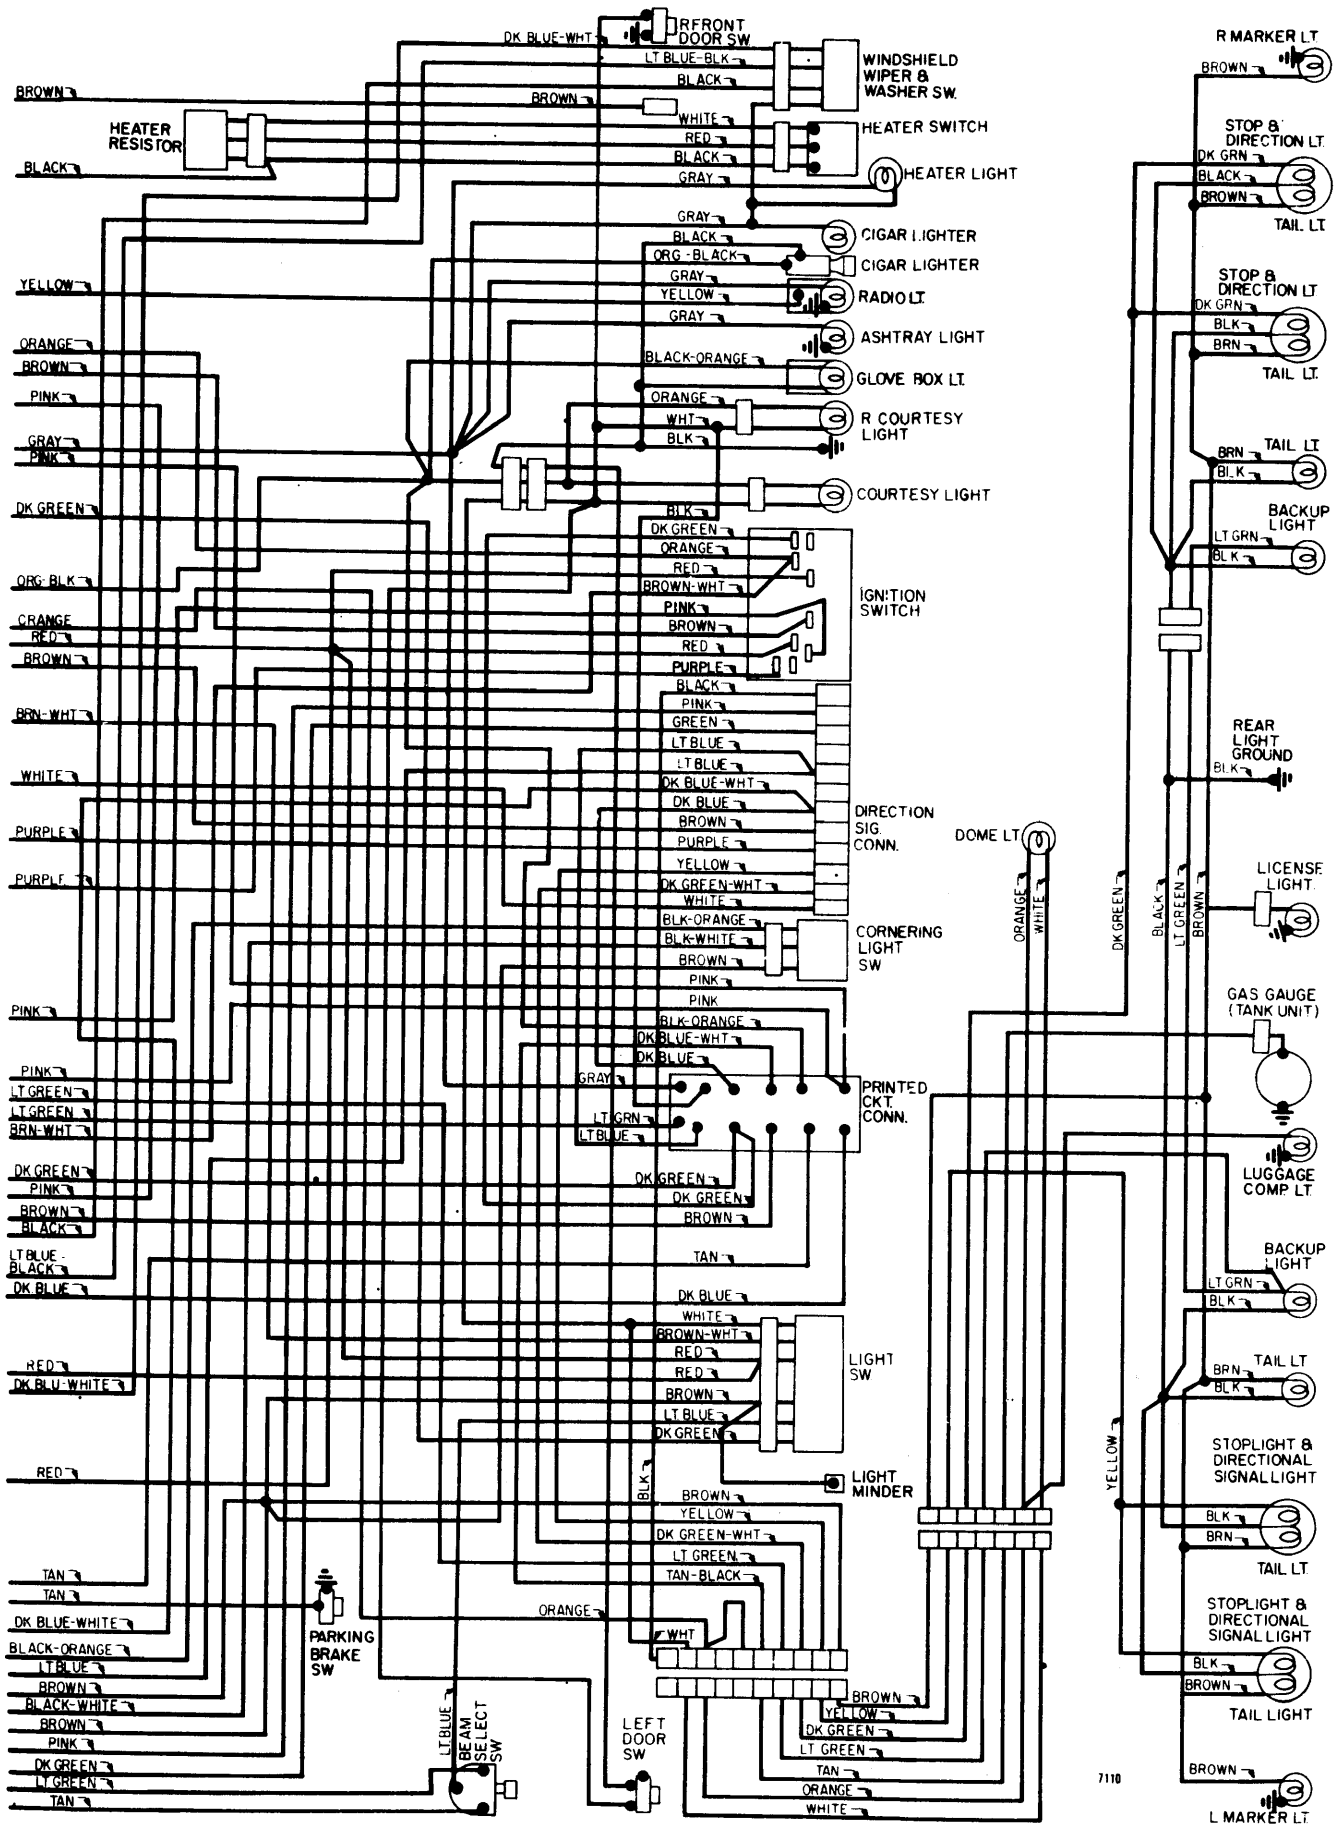 DK BLUE-WHT
R FRONT
DOOR SW.
LT BLUE-BLK
BLACK
WINDSHIELD
WIPER &
WASHER SW.
BROWN
BROWN
HEATER
RESISTOR
WHITE
RED
BLACK
HEATER SWITCH
BLACK
GRAY
HEATER LIGHT
GRAY
BLACK
CIGAR LIGHTER
ORG-BLACK
CIGAR LIGHTER
GRAY
YELLOW
YELLOW
RADIO LT.
GRAY
ASHTRAY LIGHT
ORANGE
BROWN
BLACK-ORANGE
GLOVE BOX LT.
PINK
ORANGE
WHT
BLK
R COURTESY
LIGHT
GRAY
PINK
COURTESY LIGHT
DK GREEN
BLK
DK GREEN
ORANGE
RED
BROWN-WHT
PINK
BROWN
RED
PURPLE
IGNITION
SWITCH
ORG-BLK
ORANGE
RED
BROWN
BRN-WHT
WHITE
PURPLE
PURPLE
BLACK
PINK
GREEN
LT BLUE
LT BLUE
DK BLUE-WHT
DK BLUE
BROWN
PURPLE
YELLOW
DK GREEN-WHT
WHITE
DIRECTION
SIG.
CONN.
BLK-ORANGE
BLK-WHITE
BROWN
CORNERING
LIGHT
SW
PINK
PINK
BLK-ORANGE
DK BLUE-WHT
DK BLUE
GRAY
LT GRN
LT BLUE
PRINTED
CKT.
CONN.
DK GREEN
DK GREEN
BROWN
TAN
DK BLUE
PINK
PINK
LT GREEN
LT GREEN
BRN-WHT
DK GREEN
PINK
BROWN
BLACK
LT BLUE-
BLACK
DK BLUE
WHITE
BROWN-WHT
RED
RED
BROWN
LT BLUE
DK GREEN
LIGHT
SW
RED
DK BLU-WHITE
LIGHT
MINDER
RED
BLK
BROWN
YELLOW
DK GREEN-WHT
LT GREEN
TAN-BLACK
ORANGE
WHT
TAN
TAN
PARKING
BRAKE
SW
DK BLUE-WHITE
BLACK-ORANGE
LT BLUE
BROWN
BLACK-WHITE
BROWN
PINK
DK GREEN
LT GREEN
TAN
LT BLUE
BEAM
SELECT
SW
LEFT
DOOR
SW
BROWN
YELLOW
DK GREEN
LT GREEN
TAN
ORANGE
WHITE
DOME LT.
ORANGE
WHITE
DK GREEN
BLACK
LT GREEN
BROWN
YELLOW
R MARKER LT.
BROWN
STOP &
DIRECTION LT.
DK GRN
BLACK
BROWN
TAIL LT.
STOP &
DIRECTION LT.
DK GRN
BLK
BRN
TAIL LT.
TAIL LT
BRN
BLK
BACKUP
LIGHT
LT GRN
BLK
REAR
LIGHT
GROUND
BLK
LICENSE
LIGHT
GAS GAUGE
(TANK UNIT)
LUGGAGE
COMP. LT.
BACKUP
LIGHT
LT GRN
BLK
TAIL LT
BRN
BLK
STOPLIGHT &
DIRECTIONAL
SIGNAL LIGHT
BLK
BRN
TAIL LT.
STOPLIGHT &
DIRECTIONAL
SIGNAL LIGHT
BLK
BROWN
TAIL LIGHT
BROWN
L MARKER LT.
7110